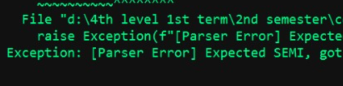 ~~~~~~~~~~^^^^^^^^
File "d:\4th level 1st term\2nd semester\c
raise Exception(f"[Parser Error] Expecte
Exception: [Parser Error] Expected SEMI, got